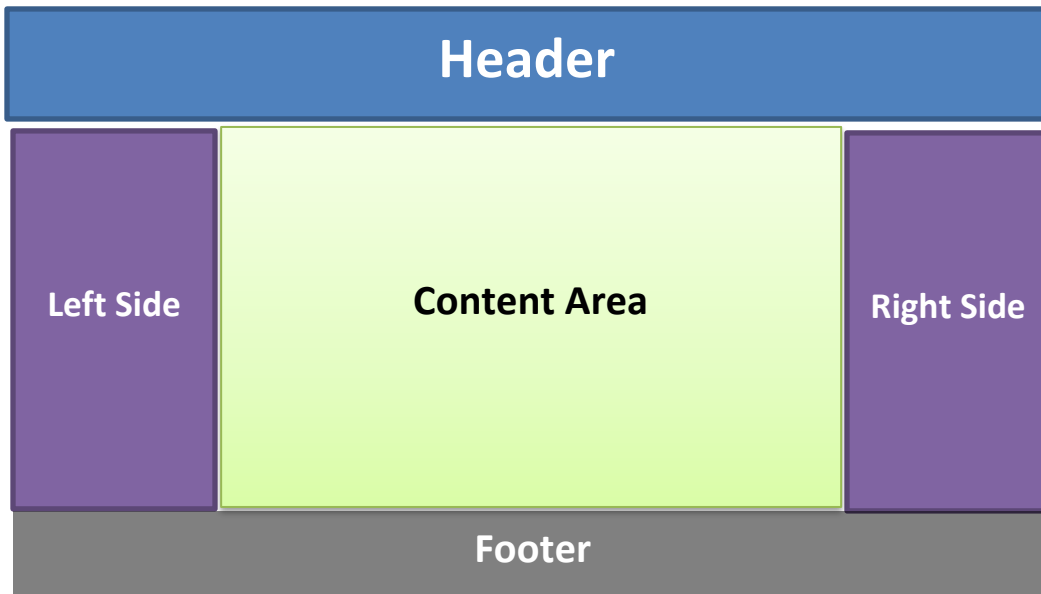 Header
Left Side
Content Area
Right Side
Footer